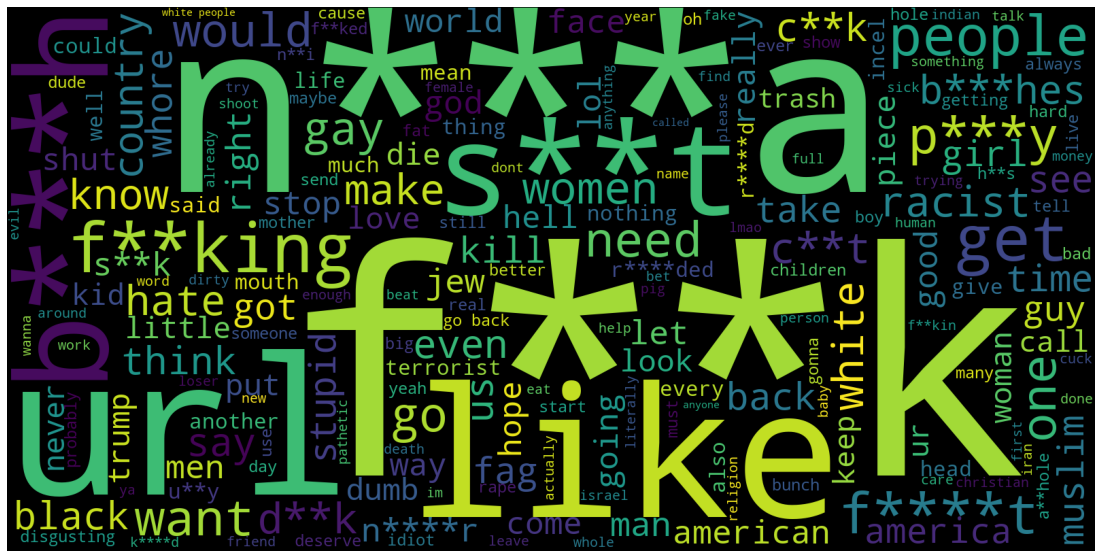 n***a
f**k
like
url
b***h
s**t
f**king
people
get
p***y
f****t
white people
cause
year
oh
fake
hole
indian
talk
could
would
n**i
f**ked
world
face
c**k
incel
show
something
always
dude
well
country
whore
try
shoot
life
maybe
mean
female
god
fat
thing
lol
anything
find
ever
please
really
trash
b***hes
getting
sick
hard
live
shut
right
already
gay
much
die
send
called
women
dont
name
r****d
full
piece
girl
h**s
trying
money
see
know
said
stop
make
love
hell
nothing
take
boy
human
racist
tell
evil
mother
still
kill
need
lmao
c**t
good
bad
s**k
word
mouth
better
r****ded
bet
children
give
time
kid
dirty
hate
got
enough
beat
jew
real
go back
pig
wanna
around
work
little
someone
big
even
help
let
person
f**kin
guy
cuck
think
terrorist
look
call
never
probably
loser
put
stupid
yeah
go
us
every
back
gonna
keep
white
woman
many
one
done
new
pathetic
eat
start
hope
going
literally
must
anyone
baby
ur
trump
another
use
say
day
death
way
actually
fag
also
religion
bunch
head
first
iran
muslim
men
u**y
im
rape
dumb
israel
care
christian
a**hole
black
want
ya
d**k
n****r
come
man
american
america
disgusting
k****d
friend
deserve
idiot
leave
whole